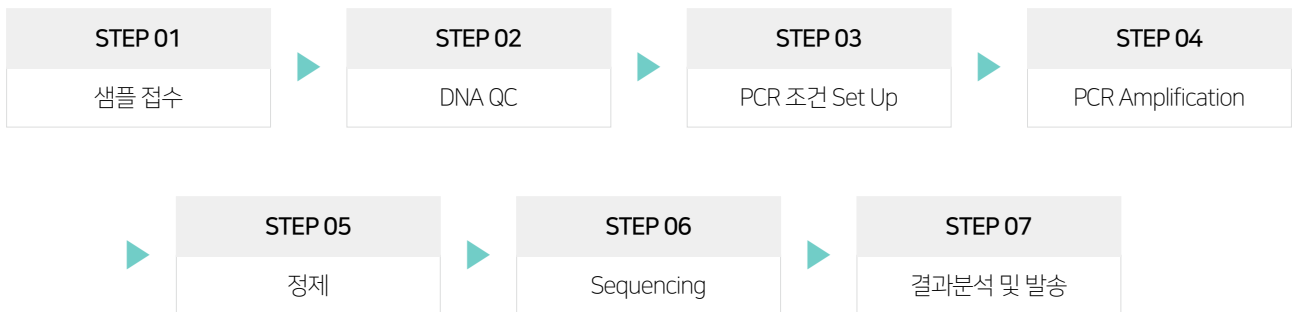 STEP 01
샘플 접수
STEP 02
DNA QC
STEP 03
PCR 조건 Set Up
STEP 04
PCR Amplification
STEP 05
정제
STEP 06
Sequencing
STEP 07
결과분석 및 발송